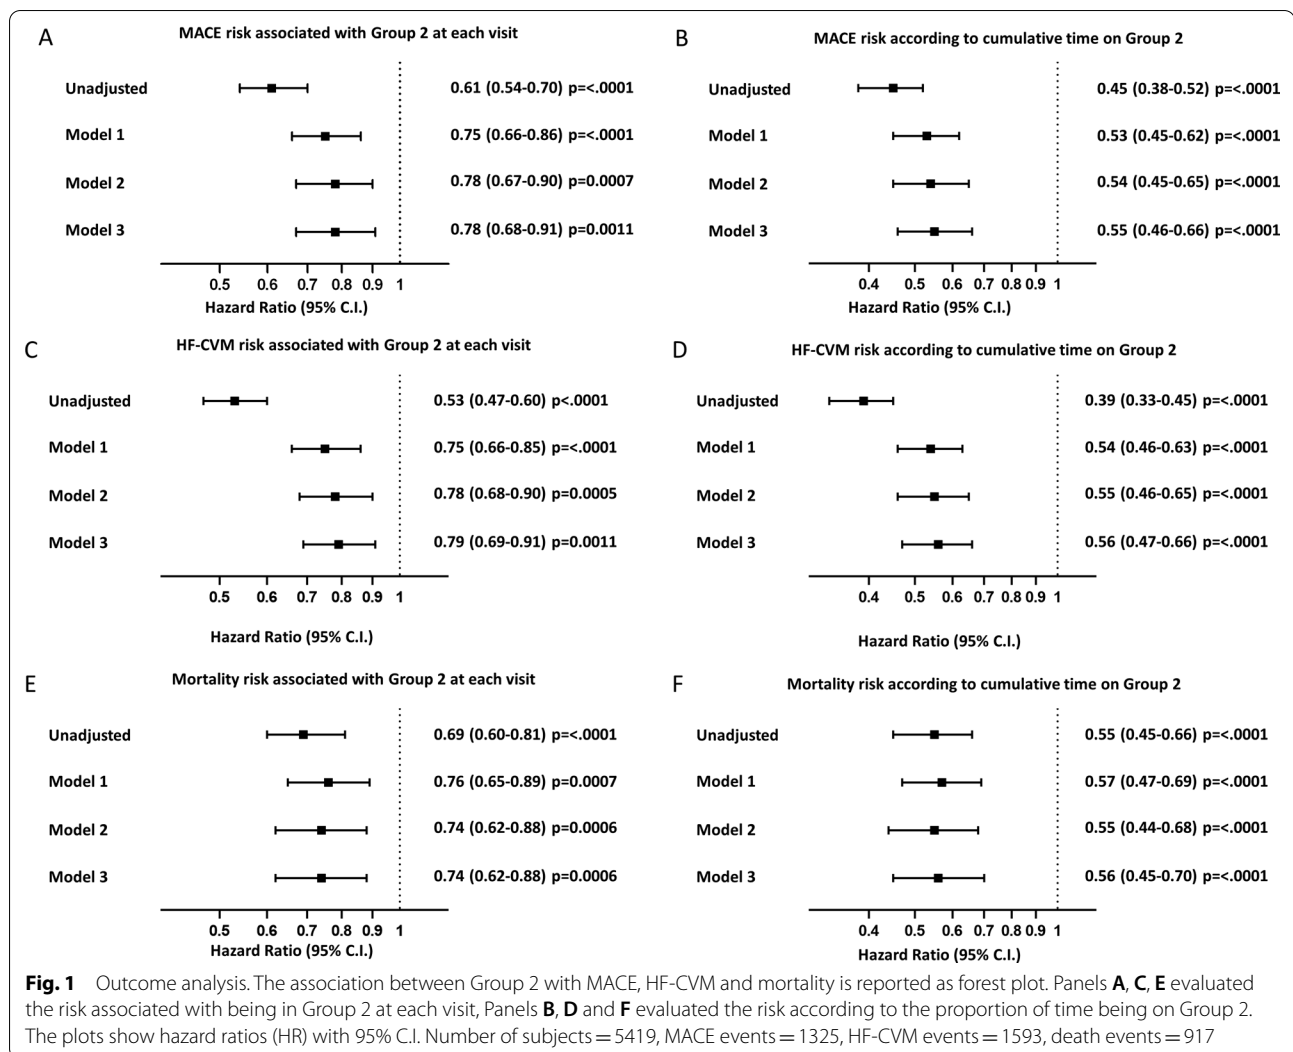 A
MACE risk associated with Group 2 at each visit
Unadjusted
0.61 (0.54-0.70) p=<.0001
Model 1
0.75 (0.66-0.86) p=<.0001
Model 2
0.78 (0.67-0.90) p=0.0007
Model 3
0.78 (0.68-0.91) p=0.0011
0.5 0.6 0.7 0.8 0.9 1
Hazard Ratio (95% C.I.)
B
MACE risk according to cumulative time on Group 2
Unadjusted
0.45 (0.38-0.52) p=<.0001
Model 1
0.53 (0.45-0.62) p=<.0001
Model 2
0.54 (0.45-0.65) p=<.0001
Model 3
0.55 (0.46-0.66) p=<.0001
0.4 0.5 0.6 0.7 0.8 0.9 1
Hazard Ratio (95% C.I.)
C
HF-CVM risk associated with Group 2 at each visit
Unadjusted
0.53 (0.47-0.60) p<.0001
Model 1
0.75 (0.66-0.85) p=<.0001
Model 2
0.78 (0.68-0.90) p=0.0005
Model 3
0.79 (0.69-0.91) p=0.0011
0.5 0.6 0.7 0.8 0.9 1
Hazard Ratio (95% C.I.)
D
HF-CVM risk according to cumulative time on Group 2
Unadjusted
0.39 (0.33-0.45) p=<.0001
Model 1
0.54 (0.46-0.63) p=<.0001
Model 2
0.55 (0.46-0.65) p=<.0001
Model 3
0.56 (0.47-0.66) p=<.0001
0.4 0.5 0.6 0.7 0.8 0.9 1
Hazard Ratio (95% C.I.)
E
Mortality risk associated with Group 2 at each visit
Unadjusted
0.69 (0.60-0.81) p=<.0001
Model 1
0.76 (0.65-0.89) p=0.0007
Model 2
0.74 (0.62-0.88) p=0.0006
Model 3
0.74 (0.62-0.88) p=0.0006
0.5 0.6 0.7 0.8 0.9 1
Hazard Ratio (95% C.I.)
F
Mortality risk according to cumulative time on Group 2
Unadjusted
0.55 (0.45-0.66) p=<.0001
Model 1
0.57 (0.47-0.69) p=<.0001
Model 2
0.55 (0.44-0.68) p=<.0001
Model 3
0.56 (0.45-0.70) p=<.0001
0.4 0.5 0.6 0.7 0.8 0.9 1
Hazard Ratio (95% C.I.)
Fig. 1 Outcome analysis. The association between Group 2 with MACE, HF-CVM and mortality is reported as forest plot. Panels A, C, E evaluated
the risk associated with being in Group 2 at each visit, Panels B, D and F evaluated the risk according to the proportion of time being on Group 2.
The plots show hazard ratios (HR) with 95% C.I. Number of subjects = 5419, MACE events = 1325, HF-CVM events = 1593, death events = 917